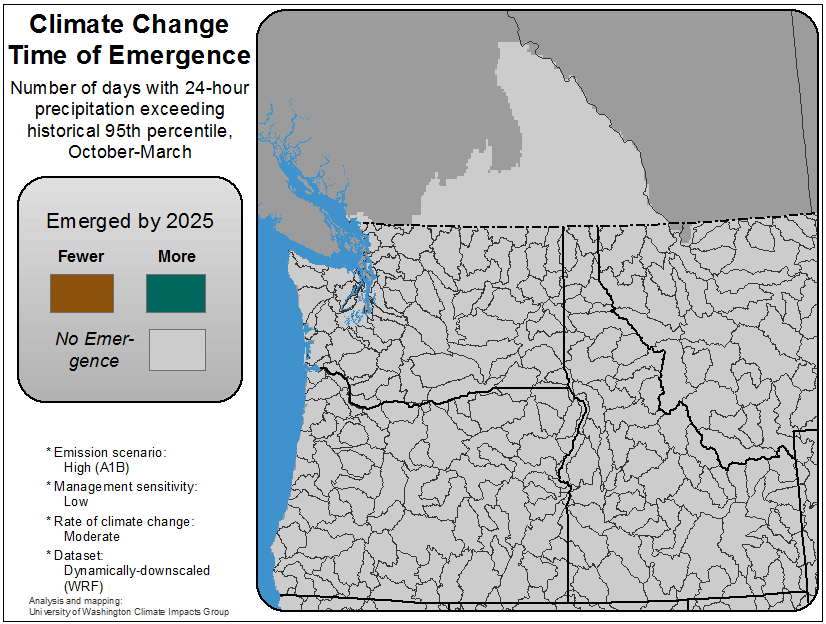 Climate Change
Time of Emergence
Number of days with 24-hour
precipitation exceeding
historical 95th percentile,
October-March
Emerged by 2025
Fewer More
No Emer-
gence
* Emission scenario:
High (A1B)
* Management sensitivity:
Low
* Rate of climate change:
Moderate
* Dataset:
Dynamically-downscaled
(WRF)
Analysis and mapping:
University of Washington Climate Impacts Group